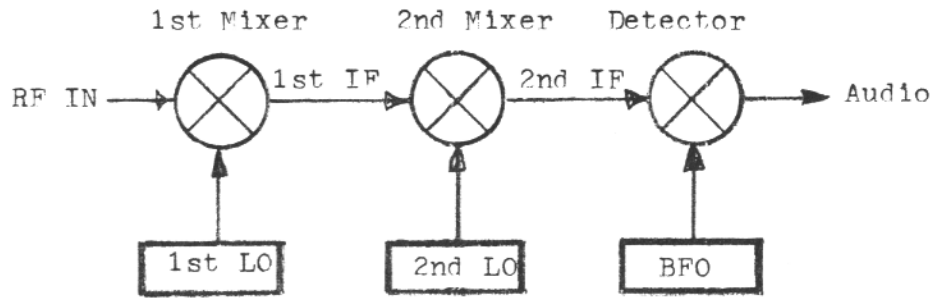 1st Mixer 2nd Mixer Detector
RF IN 1st IF 2nd IF Audio
1st LO 2nd LO BFO